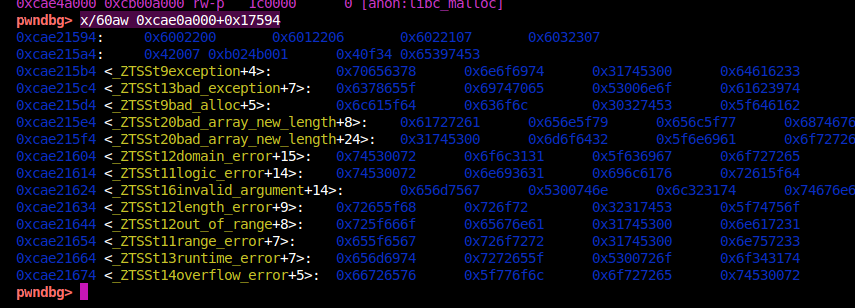 0xcae4a000 0xcb00a000 rw-p   1c0000      0 [anon:libc_malloc]
pwndbg> x/60aw 0xcae0a000+0x17594
0xcae21594:     0x6002200       0x6012206       0x6022107       0x6032307
0xcae215a4:     0x42007 0xb024b001      0x40f34 0x65397453
0xcae215b4 <_ZTSSt9exception+4>:        0x70656378      0x6e6f6974      0x31745300      0x64616233
0xcae215c4 <_ZTSSt13bad_exception+7>:   0x6378655f      0x69747065      0x53006e6f      0x61623974
0xcae215d4 <_ZTSSt9bad_alloc+5>:        0x6c615f64      0x636f6c        0x30327453      0x5f646162
0xcae215e4 <_ZTSSt20bad_array_new_length+8>:    0x61727261      0x656e5f79      0x656c5f77      0x6874676
0xcae215f4 <_ZTSSt20bad_array_new_length+24>:   0x31745300      0x6d6f6432      0x5f6e6961      0x6f72726
0xcae21604 <_ZTSSt12domain_error+15>:   0x74530072      0x6f6c3131      0x5f636967      0x6f727265
0xcae21614 <_ZTSSt11logic_error+14>:    0x74530072      0x6e693631      0x696c6176      0x72615f64
0xcae21624 <_ZTSSt16invalid_argument+14>:       0x656d7567      0x5300746e      0x6c323174      0x74676e6
0xcae21634 <_ZTSSt12length_error+9>:    0x72655f68      0x726f72        0x32317453      0x5f74756f
0xcae21644 <_ZTSSt12out_of_range+8>:    0x725f666f      0x65676e61      0x31745300      0x6e617231
0xcae21654 <_ZTSSt11range_error+7>:     0x655f6567      0x726f7272      0x31745300      0x6e757233
0xcae21664 <_ZTSSt13runtime_error+7>:   0x656d6974      0x7272655f      0x5300726f      0x6f343174
0xcae21674 <_ZTSSt14overflow_error+5>:  0x66726576      0x5f776f6c      0x6f727265      0x74530072
pwndbg>